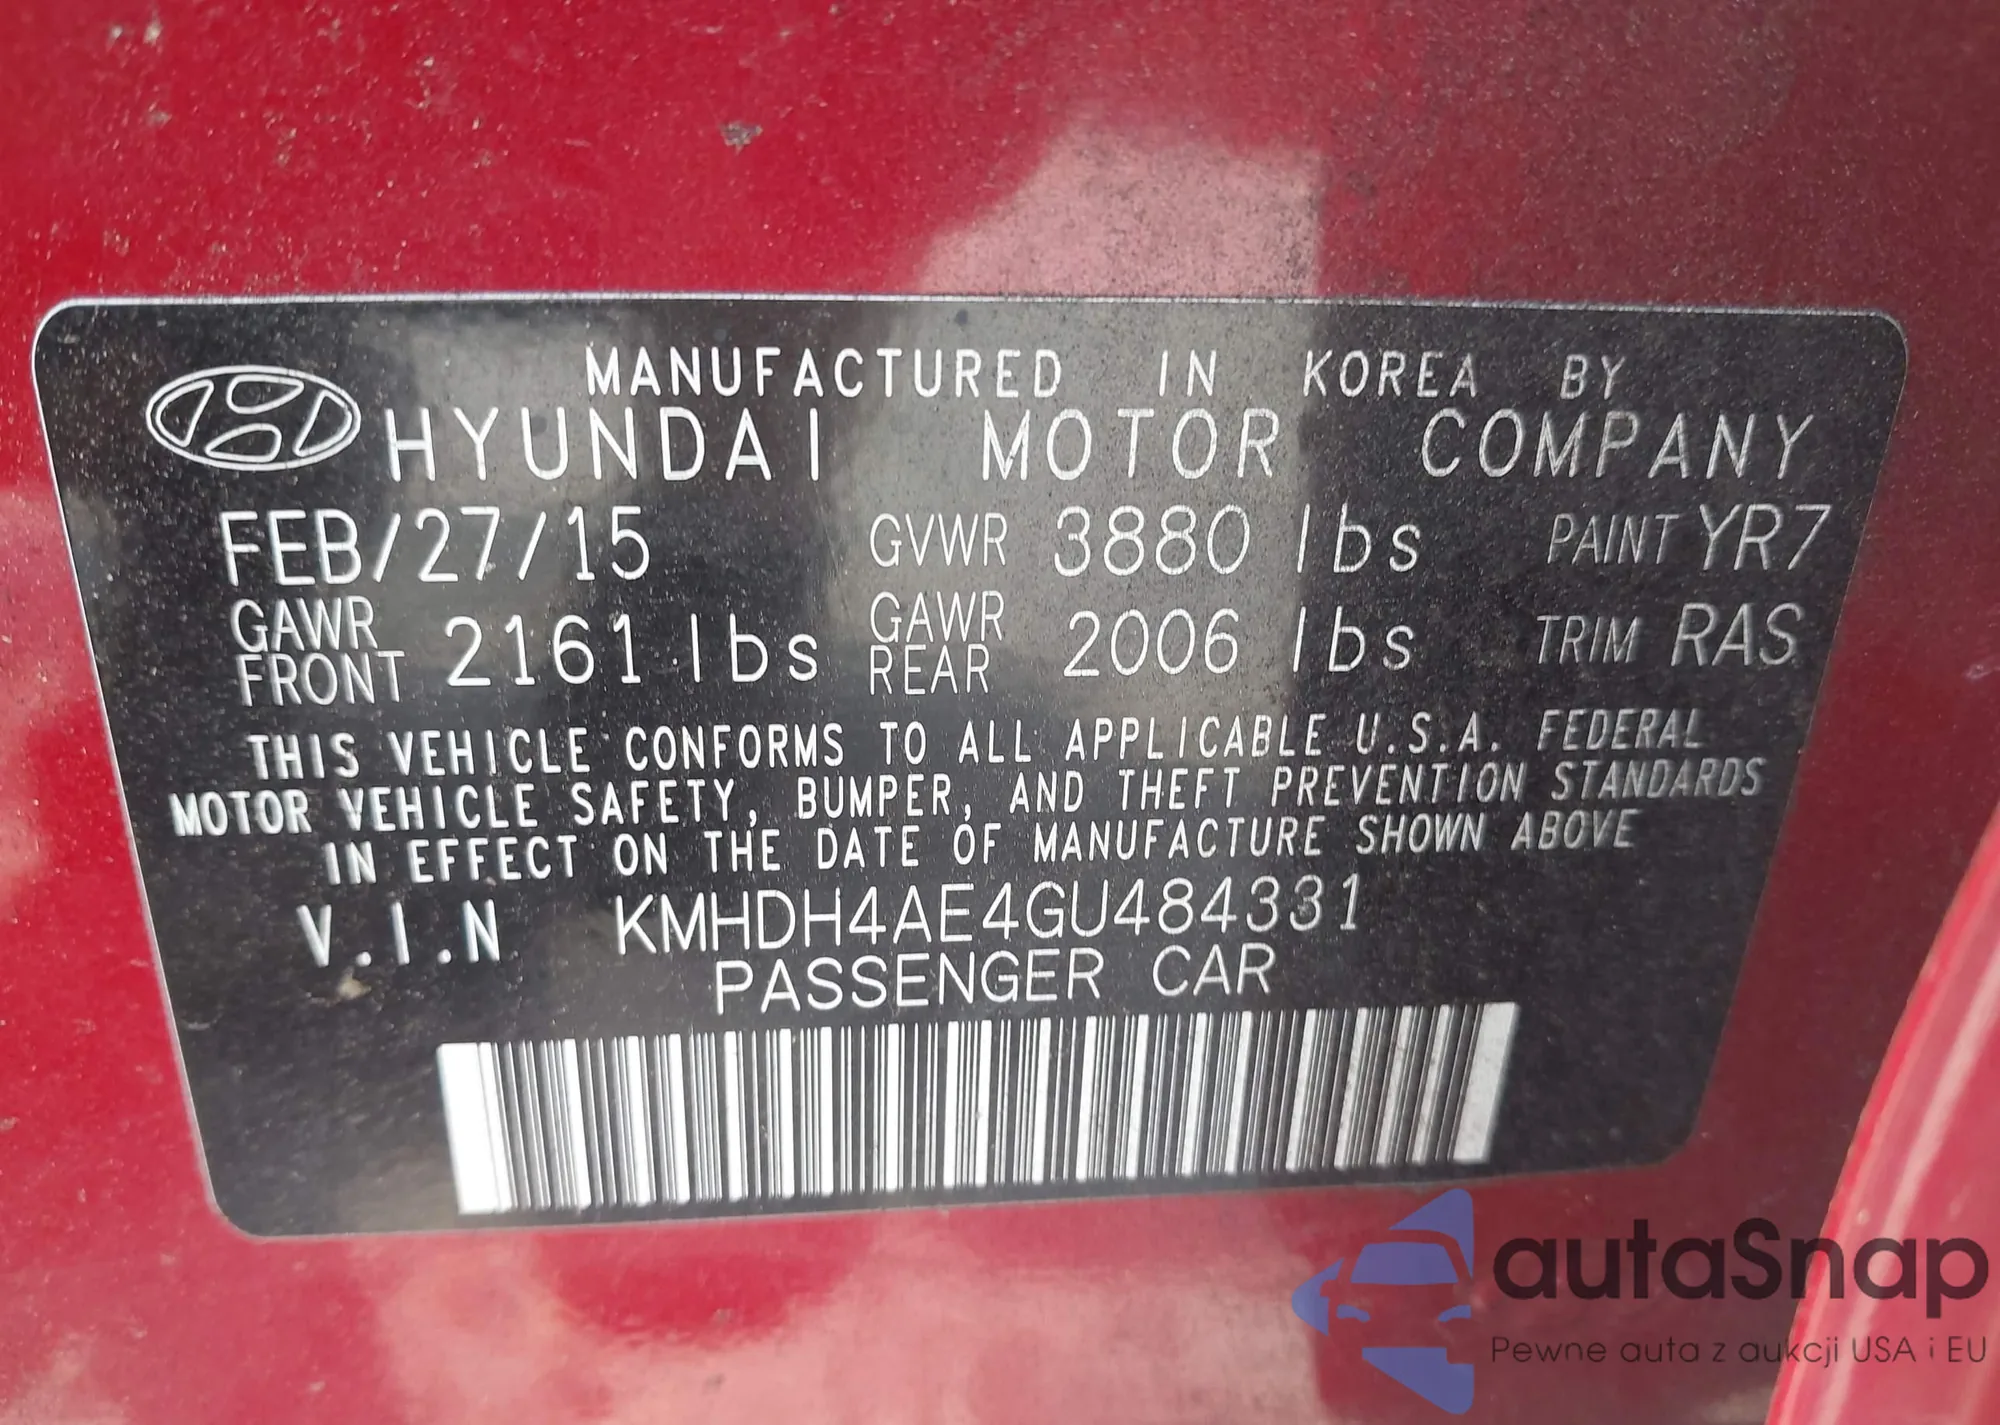 MANUFACTURED IN KOREA BY
HYUNDAI MOTOR COMPANY
FEB/27/15 GVWR 3880 lbs PAINT YR7
GAWR FRONT 2161 lbs GAWR REAR 2006 lbs TRIM RAS
THIS VEHICLE CONFORMS TO ALL APPLICABLE U.S.A. FEDERAL
MOTOR VEHICLE SAFETY, BUMPER, AND THEFT PREVENTION STANDARDS
IN EFFECT ON THE DATE OF MANUFACTURE SHOWN ABOVE
V.I.N KMHDH4AE4GU484331
PASSENGER CAR
autaSnap
Pewne auta z aukcji USA i EU